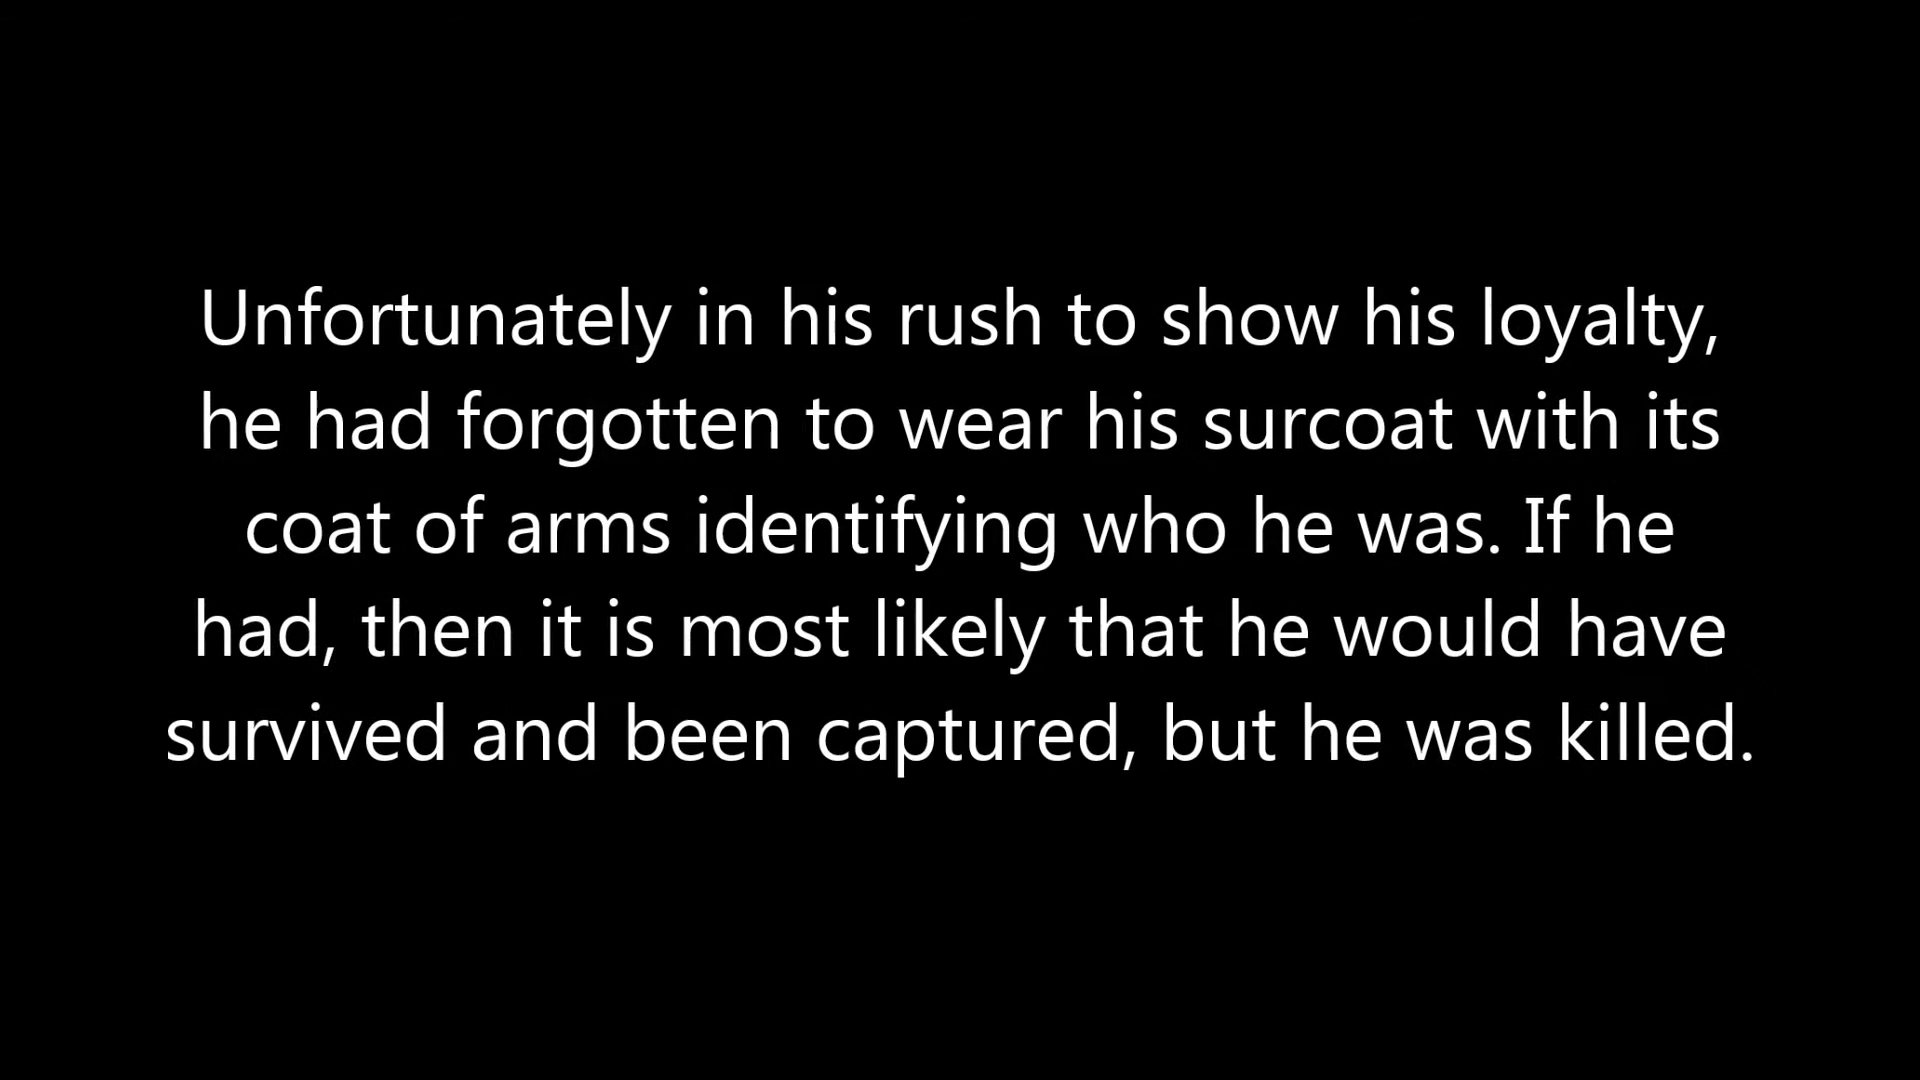 Unfortunately in his rush to show his loyalty,
he had forgotten to wear his surcoat with its
coat of arms identifying who he was. If he
had, then it is most likely that he would have
survived and been captured, but he was killed.